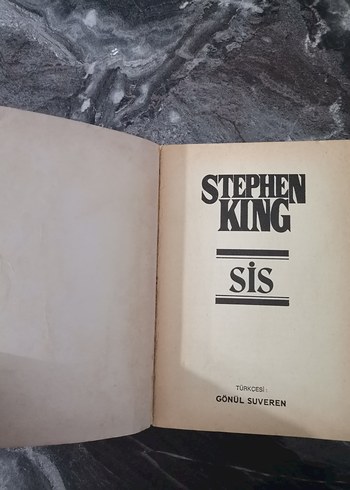 STEPHEN
KING
SİS
TÜRKÇESİ:
GÖNÜL SUVEREN